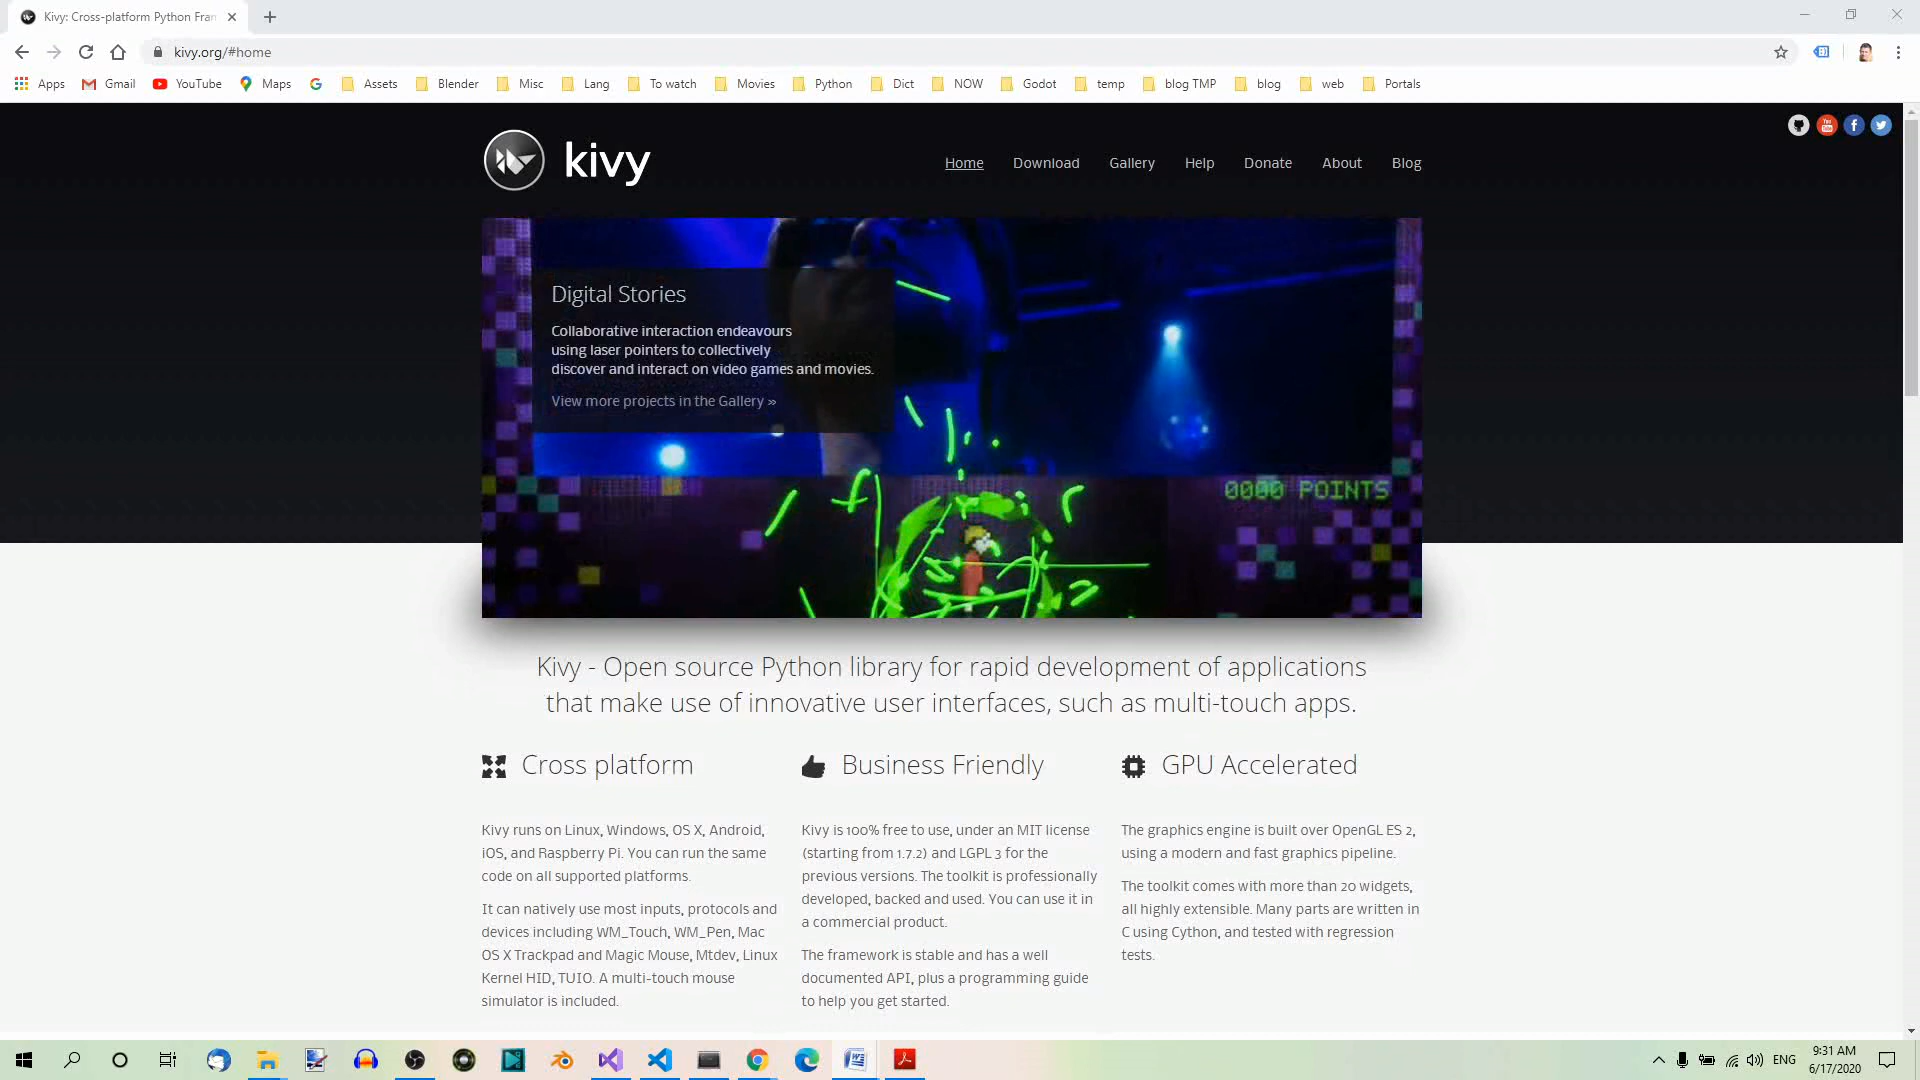 Kivy: Cross-platform Python Fran
kivy.org/#home
Apps Gmail YouTube Maps Assets Blender Misc Lang To watch Movies Python Dict NOW Godot temp blog TMP blog web Portals
kivy
Home Download Gallery Help Donate About Blog
Digital Stories
Collaborative interaction endeavours
using laser pointers to collectively
discover and interact on video games and movies.
View more projects in the Gallery »
0000 POINTS
Kivy - Open source Python library for rapid development of applications
that make use of innovative user interfaces, such as multi-touch apps.
Cross platform
Kivy runs on Linux, Windows, OS X, Android,
iOS, and Raspberry Pi. You can run the same
code on all supported platforms.
It can natively use most inputs, protocols and
devices including WM_Touch, WM_Pen, Mac
OS X Trackpad and Magic Mouse, Mtdev, Linux
Kernel HID, TUIO. A multi-touch mouse
simulator is included.
Business Friendly
Kivy is 100% free to use, under an MIT license
(starting from 1.7.2) and LGPL 3 for the
previous versions. The toolkit is professionally
developed, backed and used. You can use it in
a commercial product.
The framework is stable and has a well
documented API, plus a programming guide
to help you get started.
GPU Accelerated
The graphics engine is built over OpenGL ES 2,
using a modern and fast graphics pipeline.
The toolkit comes with more than 20 widgets,
all highly extensible. Many parts are written in
C using Cython, and tested with regression
tests.
ENG
9:31 AM
6/17/2020